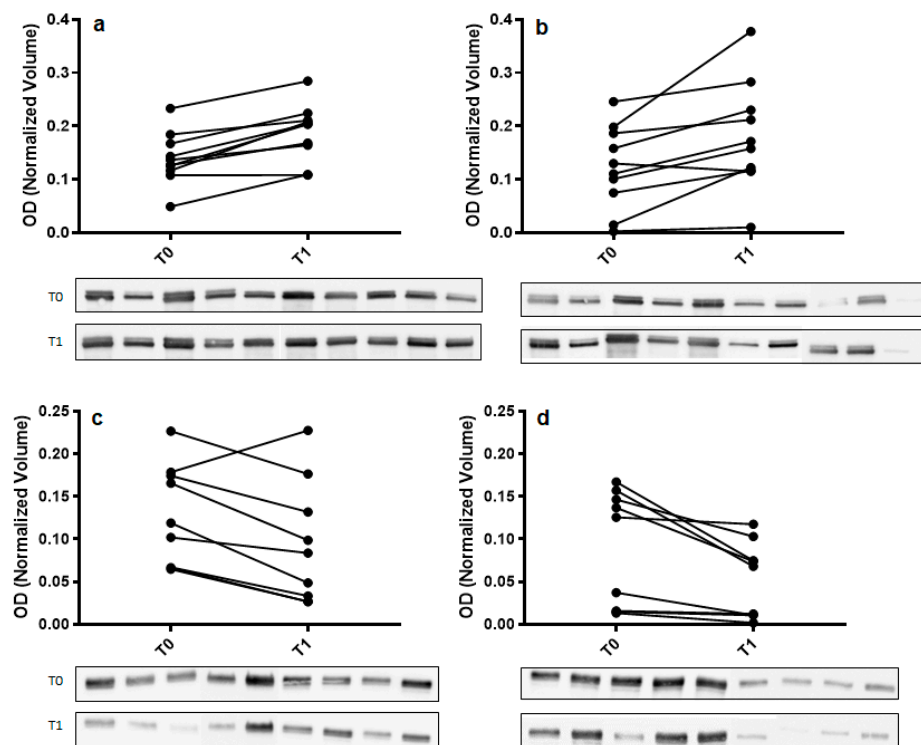 a
OD (Normalized Volume)
0.4
0.3
0.2
0.1
0.0
T0
T1
T0
T1
b
OD (Normalized Volume)
0.4
0.3
0.2
0.1
0.0
T0
T1
c
OD (Normalized Volume)
0.25
0.20
0.15
0.10
0.05
0.00
T0
T1
T0
T1
d
OD (Normalized Volume)
0.25
0.20
0.15
0.10
0.05
0.00
T0
T1